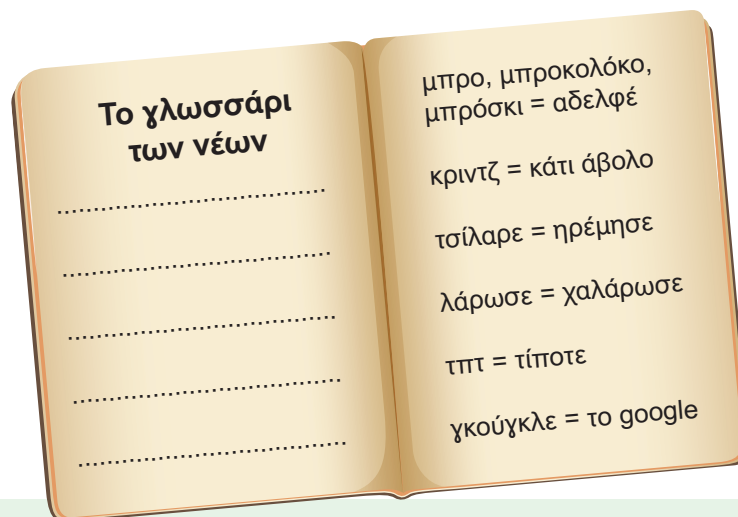 Το γλωσσάρι
των νέων
......................................
......................................
......................................
......................................
......................................
μπρο, μπροκολόκο,
μπρόσκι = αδελφέ
κριντζ = κάτι άβολο
τσίλαρε = ηρέμησε
λάρωσε = χαλάρωσε
τπτ = τίποτε
γκούγκλε = το google